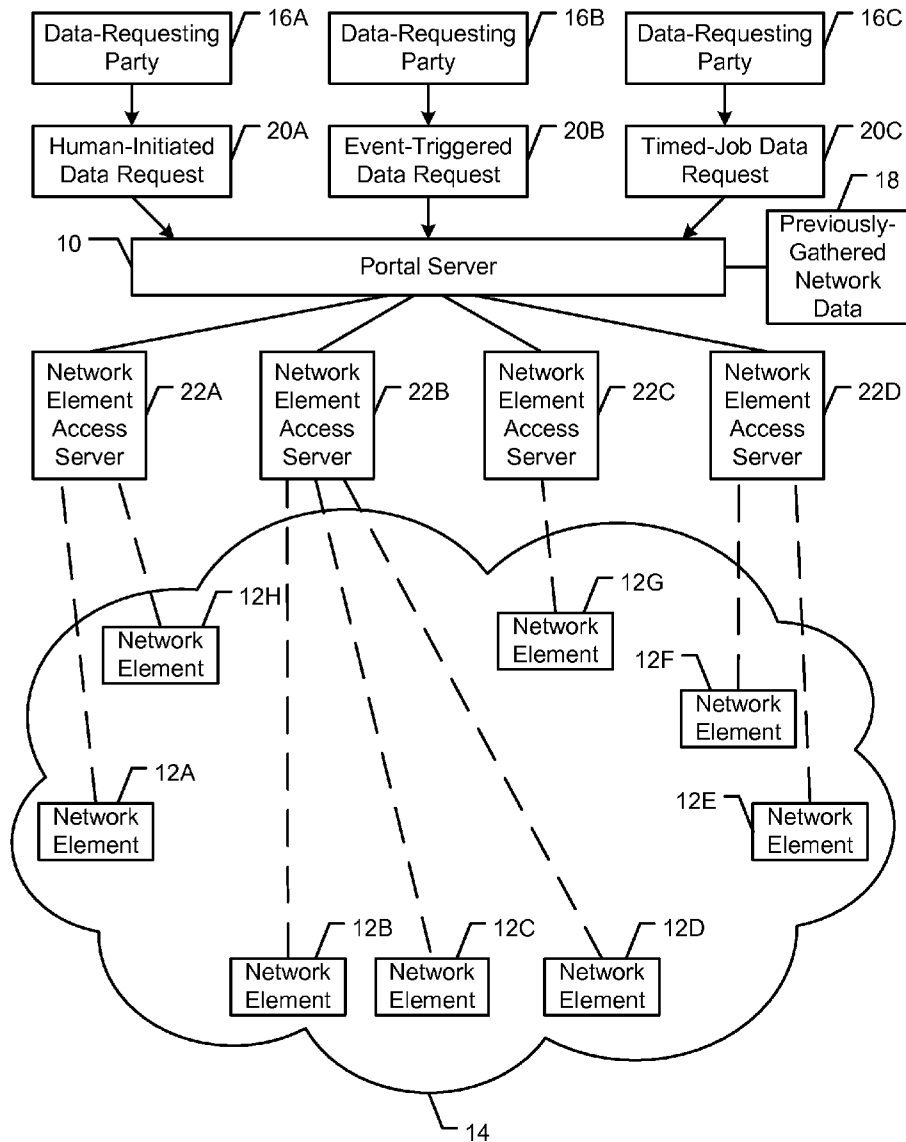 16A
16B
16C
Data-Requesting
Party
Data-Requesting
Party
Data-Requesting
Party
20A
20B
20C
Human-Initiated
Data Request
Event-Triggered
Data Request
Timed-Job Data
Request
18
10
Portal Server
Previously-
Gathered
Network
Data
Network
Element
Access
Server
22A
Network
Element
Access
Server
22B
Network
Element
Access
Server
22C
Network
Element
Access
Server
22D
12H
Network
Element
12G
Network
Element
12F
Network
Element
12A
Network
Element
12E
Network
Element
12B
Network
Element
12C
Network
Element
12D
Network
Element
14